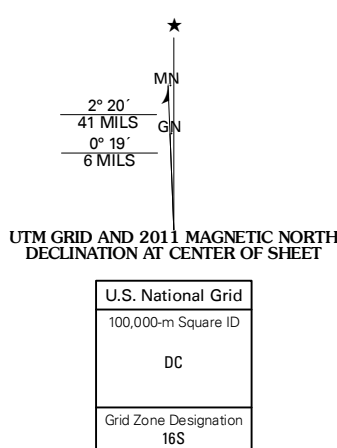 ★
MN
GN
2° 20´
41 MILS
0° 19´
6 MILS
UTM GRID AND 2011 MAGNETIC NORTH
DECLINATION AT CENTER OF SHEET
U.S. National Grid
100,000-m Square ID
DC
Grid Zone Designation
16S